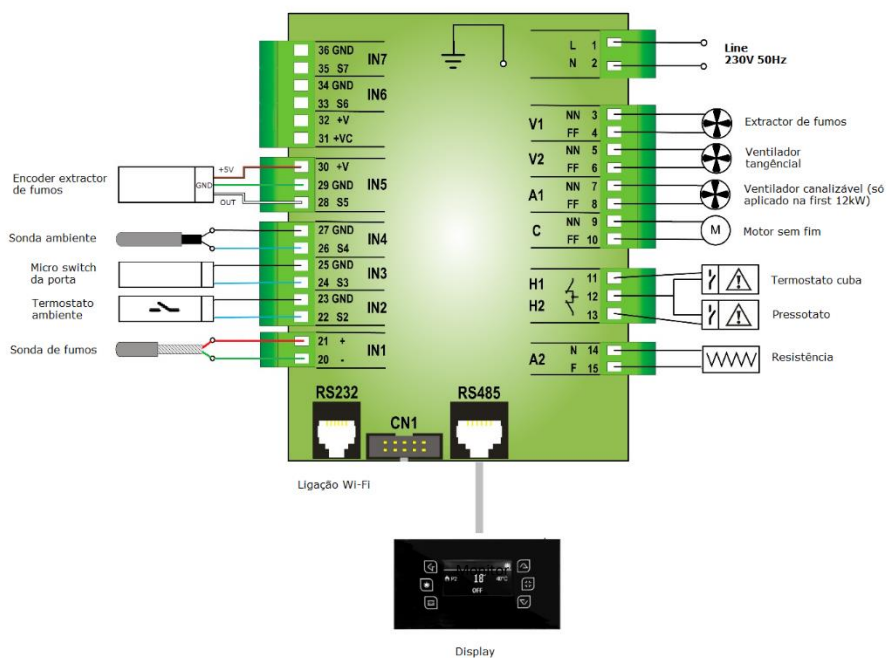 36 GND
IN7
35 S7
34 GND
IN6
33 S6
32 +V
31 +VC
Encoder extractor
de fumos
+5V
GND
OUT
30 +V
29 GND
IN5
28 S5
Sonda ambiente
27 GND
IN4
26 S4
Micro switch
da porta
25 GND
IN3
24 S3
Termostato
ambiente
23 GND
IN2
22 S2
Sonda de fumos
21 +
IN1
20 -
L 1
N 2
Line
230V 50Hz
V1
NN 3
FF 4
Extractor de fumos
V2
NN 5
FF 6
Ventilador
tangêncial
A1
NN 7
FF 8
Ventilador canalizável (só
aplicado na first 12kW)
C
NN 9
FF 10
M
Motor sem fim
H1
11
12
H2
13
Termostato cuba
Pressotato
A2
N 14
F 15
Resistência
RS232
CN1
RS485
Ligação Wi-Fi
Monitor
P2
18°
40°C
OFF
Display